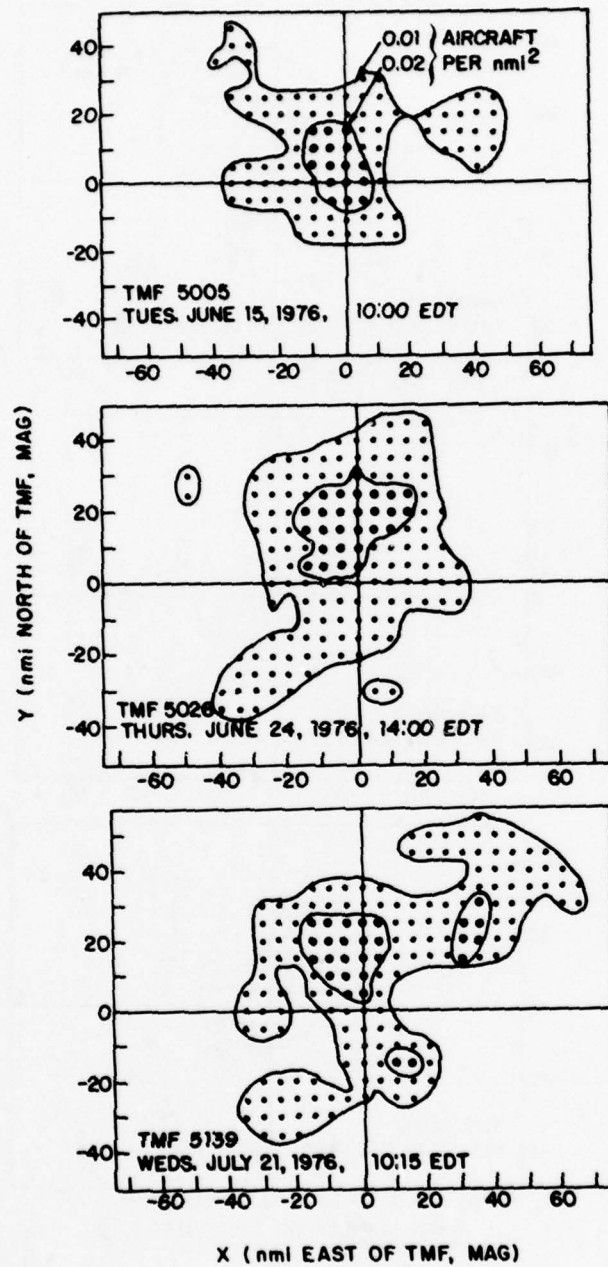 40
20
0
-20
-40
0.01 } AIRCRAFT
0.02 } PER nmi²
TMF 5005
TUES. JUNE 15, 1976, 10:00 EDT
-60 -40 -20 0 20 40 60
Y (nmi NORTH OF TMF, MAG)
40
20
0
-20
-40
TMF 5026
THURS. JUNE 24, 1976, 14:00 EDT
-60 -40 -20 0 20 40 60
40
20
0
-20
-40
TMF 5139
WEDS. JULY 21, 1976, 10:15 EDT
-60 -40 -20 0 20 40 60
X (nmi EAST OF TMF, MAG)